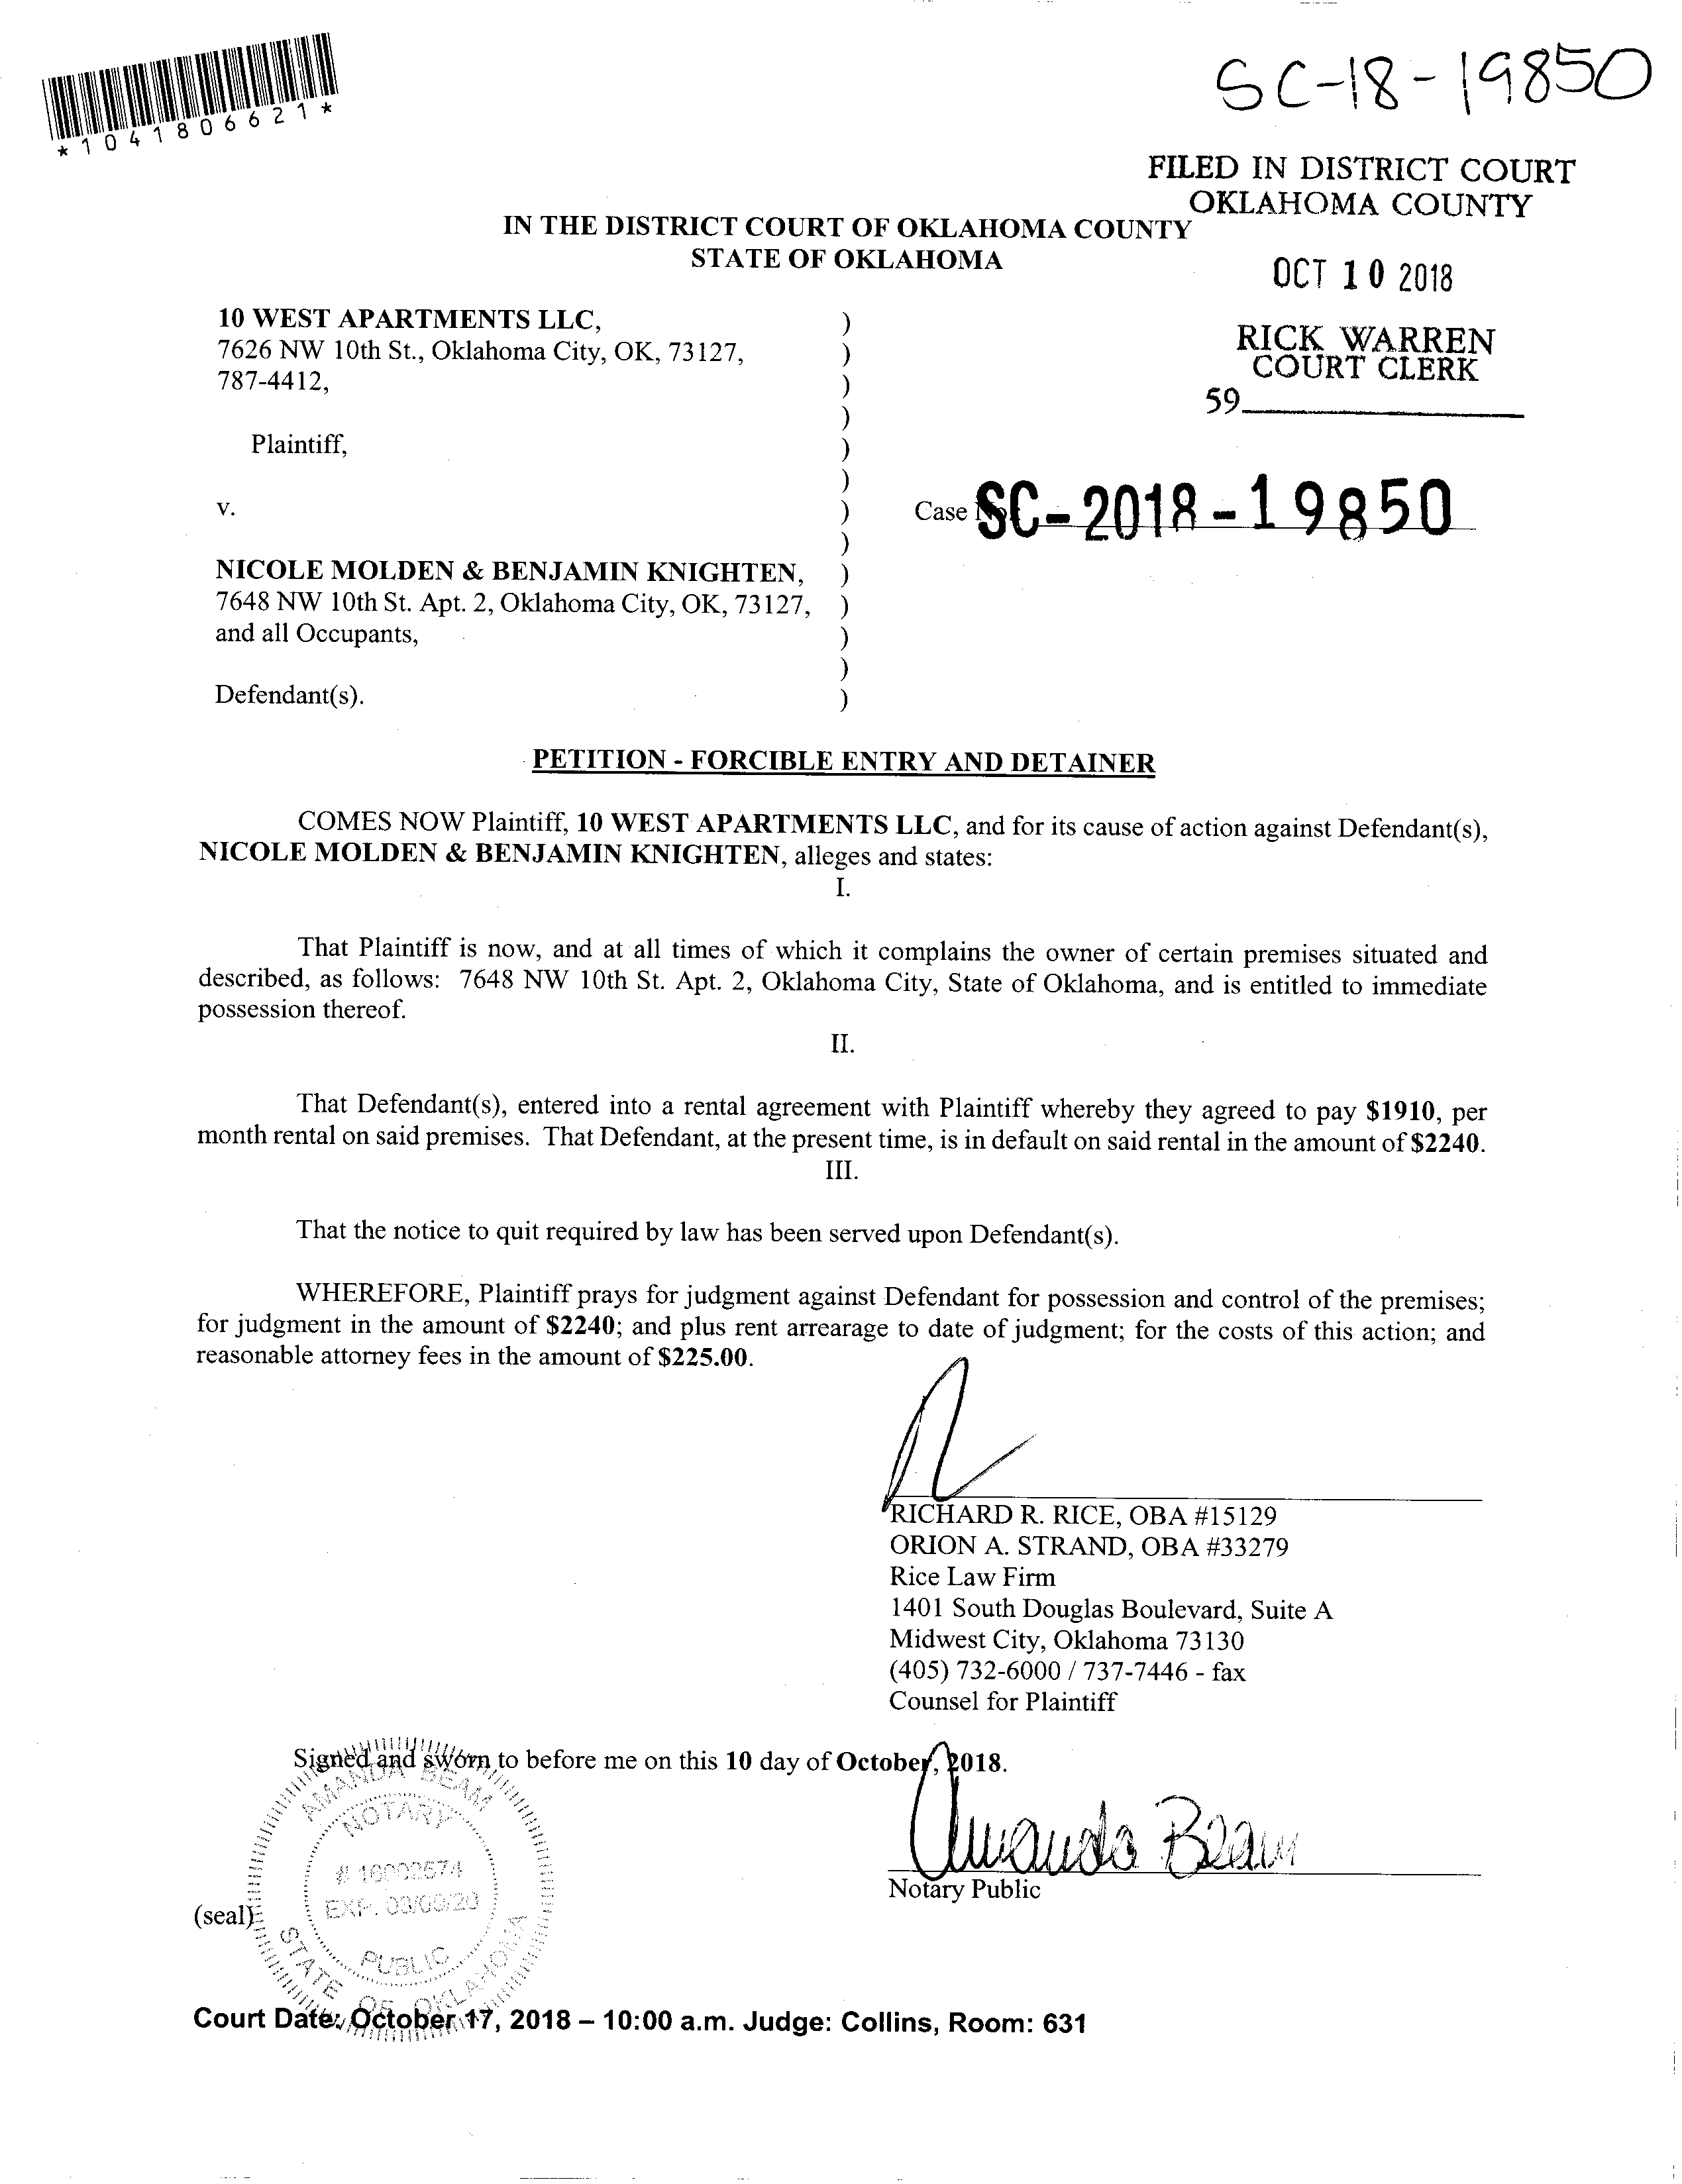 *1041806621*
SC-18-19850
FILED IN DISTRICT COURT
OKLAHOMA COUNTY
IN THE DISTRICT COURT OF OKLAHOMA COUNTY
STATE OF OKLAHOMA
OCT 10 2018
RICK WARREN
COURT CLERK
59
10 WEST APARTMENTS LLC, )
7626 NW 10th St., Oklahoma City, OK, 73127, )
787-4412, )
)
Plaintiff, )
)
v. ) Case No. SC-2018-19850
)
NICOLE MOLDEN & BENJAMIN KNIGHTEN, )
7648 NW 10th St. Apt. 2, Oklahoma City, OK, 73127, )
and all Occupants, )
)
Defendant(s). )
PETITION - FORCIBLE ENTRY AND DETAINER
COMES NOW Plaintiff, 10 WEST APARTMENTS LLC, and for its cause of action against Defendant(s),
NICOLE MOLDEN & BENJAMIN KNIGHTEN, alleges and states:
I.
That Plaintiff is now, and at all times of which it complains the owner of certain premises situated and
described, as follows: 7648 NW 10th St. Apt. 2, Oklahoma City, State of Oklahoma, and is entitled to immediate
possession thereof.
II.
That Defendant(s), entered into a rental agreement with Plaintiff whereby they agreed to pay $1910, per
month rental on said premises. That Defendant, at the present time, is in default on said rental in the amount of $2240.
III.
That the notice to quit required by law has been served upon Defendant(s).
WHEREFORE, Plaintiff prays for judgment against Defendant for possession and control of the premises;
for judgment in the amount of $2240; and plus rent arrearage to date of judgment; for the costs of this action; and
reasonable attorney fees in the amount of $225.00.
RICHARD R. RICE, OBA #15129
ORION A. STRAND, OBA #33279
Rice Law Firm
1401 South Douglas Boulevard, Suite A
Midwest City, Oklahoma 73130
(405) 732-6000 / 737-7446 - fax
Counsel for Plaintiff
Signed and sworn to before me on this 10 day of October, 2018.
AMANDA BEAM
NOTARY
# 16002674
EXP.
PUBLIC
STATE OF OKLAHOMA
Amanda Beam
Notary Public
(seal)
Court Date: October 17, 2018 – 10:00 a.m. Judge: Collins, Room: 631